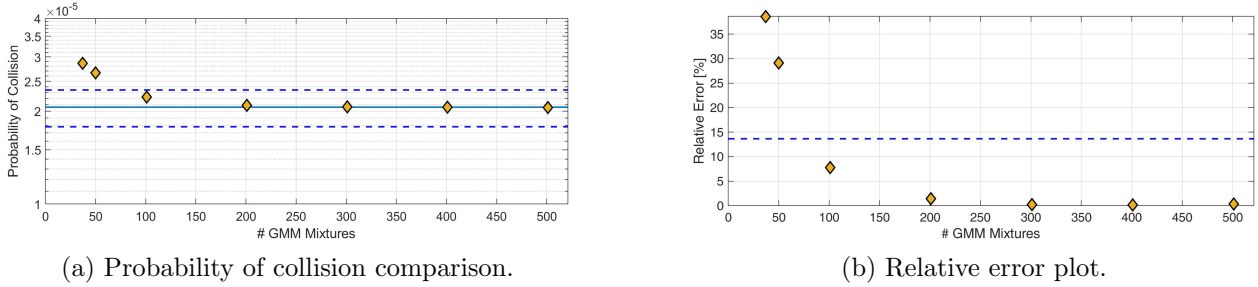 ×10⁻⁵
4
3.5
3
2.5
2
1.5
1
Probability of Collision
0 50 100 150 200 250 300 350 400 450 500
# GMM Mixtures
(a) Probability of collision comparison.
35
30
25
20
15
10
5
0
Relative Error [%]
0 50 100 150 200 250 300 350 400 450 500
# GMM Mixtures
(b) Relative error plot.